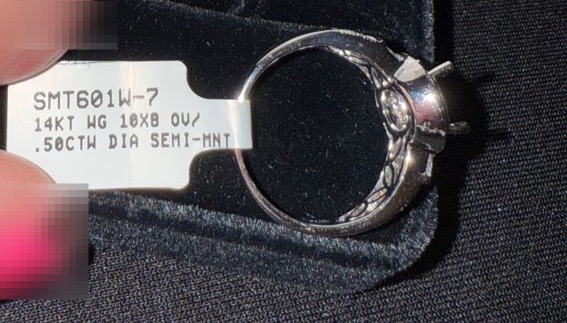 SMT601W-7
14KT WG 10X8 OV/
.50CTW DIA SEMI-MNT